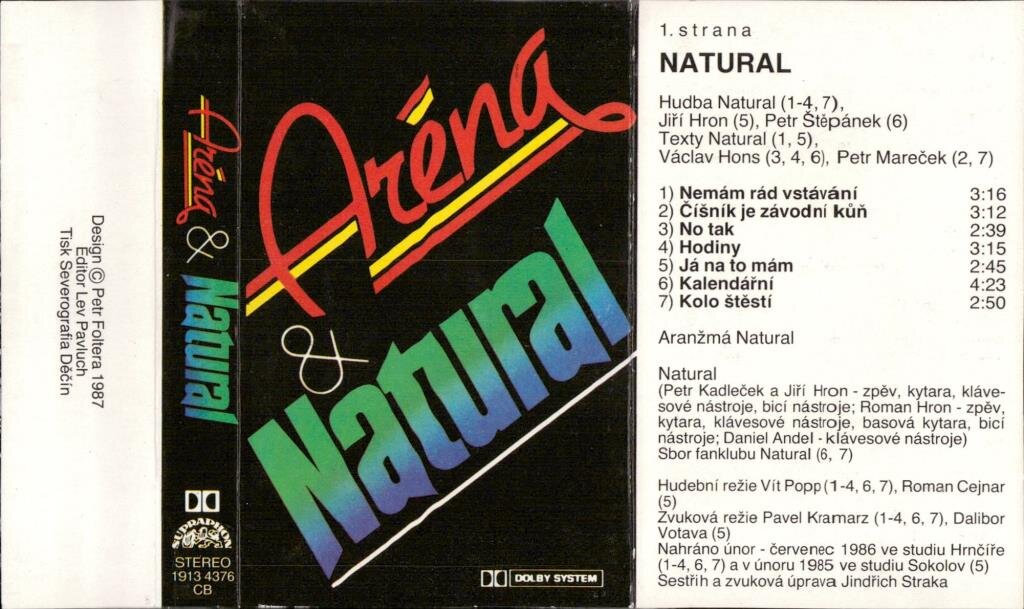 Design © Petr Foltera 1987
Editor Lev Pavluch
Tisk Severografia Děčín
Aréna
&
Natural
SUPRAPHON
STEREO
1913 4376
CB
Aréna
&
Natural
DOLBY SYSTEM
1. strana
NATURAL
Hudba Natural (1-4, 7),
Jiří Hron (5), Petr Štěpánek (6)
Texty Natural (1, 5),
Václav Hons (3, 4, 6), Petr Mareček (2, 7)
1) Nemám rád vstávání 3:16
2) Číšník je závodní kůň 3:12
3) No tak 2:39
4) Hodiny 3:15
5) Já na to mám 2:45
6) Kalendářní 4:23
7) Kolo štěstí 2:50
Aranžmá Natural
Natural
(Petr Kadleček a Jiří Hron - zpěv, kytara, kláve-
sové nástroje, bicí nástroje; Roman Hron - zpěv,
kytara, klávesové nástroje, basová kytara, bicí
nástroje; Daniel Anděl - klávesové nástroje)
Sbor fanklubu Natural (6, 7)
Hudební režie Vít Popp (1-4, 6, 7), Roman Cejnar
(5)
Zvuková režie Pavel Kramarz (1-4, 6, 7), Dalibor
Votava (5)
Nahráno únor - červenec 1986 ve studiu Hrnčíře
(1-4, 6, 7) a v únoru 1985 ve studiu Sokolov (5)
Sestřih a zvuková úprava Jindřich Straka